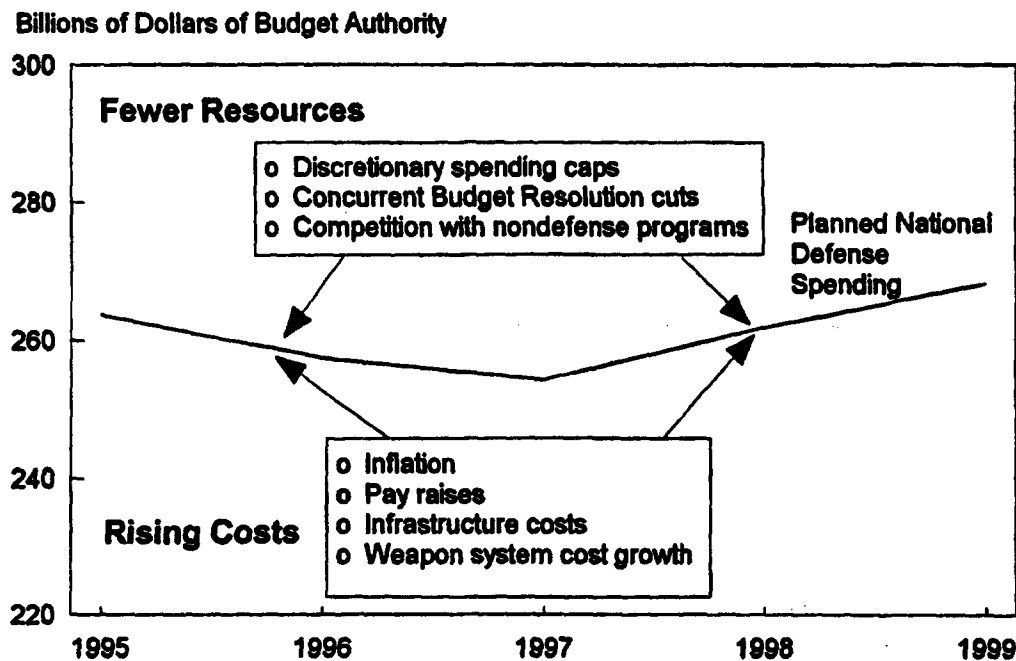 Billions of Dollars of Budget Authority
300
Fewer Resources
o Discretionary spending caps
o Concurrent Budget Resolution cuts
o Competition with nondefense programs
280
Planned National
Defense
Spending
260
o Inflation
o Pay raises
o Infrastructure costs
o Weapon system cost growth
240
Rising Costs
220
1995 1996 1997 1998 1999